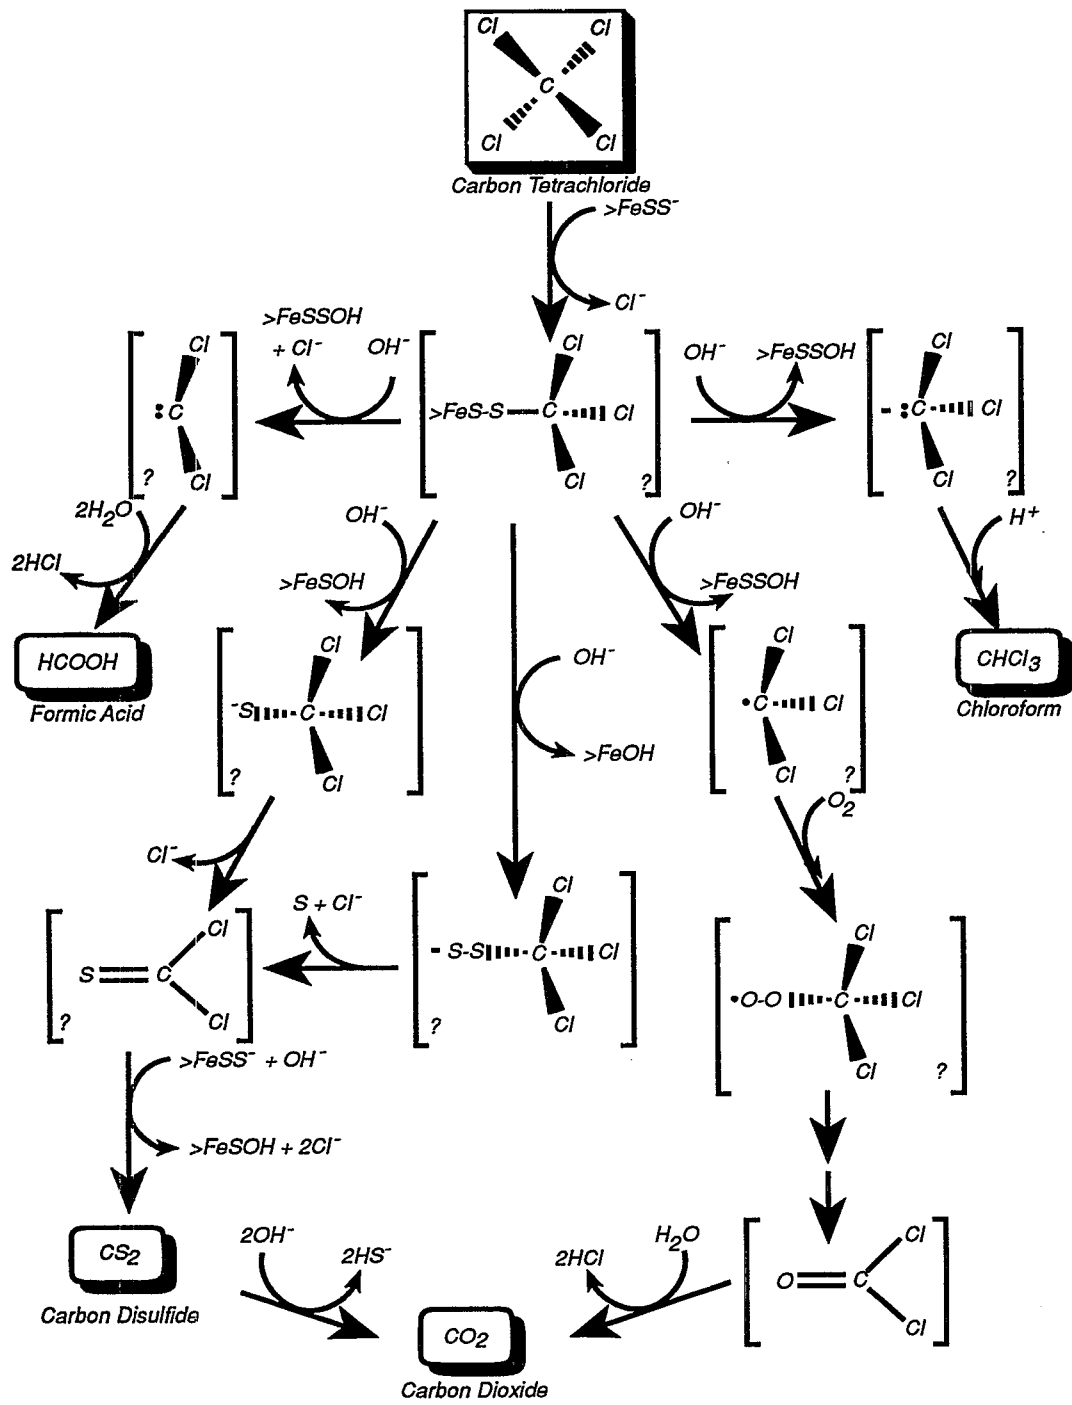 Cl Cl
C
Cl Cl
Carbon Tetrachloride
>FeSS⁻
Cl⁻
>FeSSOH
+ Cl⁻ OH⁻
OH⁻ >FeSSOH
Cl
:C
Cl
?
Cl
>FeS-S C Cl
Cl
?
Cl
- :C Cl
Cl
?
2H₂O
2HCl
OH⁻
>FeSOH
OH⁻
>FeSSOH
H⁺
HCOOH
Formic Acid
CHCl₃
Chloroform
Cl
⁻S C Cl
Cl
?
OH⁻
>FeOH
Cl
•C Cl
Cl
?
Cl⁻
O₂
S + Cl⁻
Cl
S C
Cl
?
Cl
- S-S C Cl
Cl
?
Cl
•O-O C Cl
Cl
?
>FeSS⁻ + OH⁻
>FeSOH + 2Cl⁻
CS₂
Carbon Disulfide
2OH⁻
2HS⁻
2HCl
H₂O
Cl
O C
Cl
CO₂
Carbon Dioxide